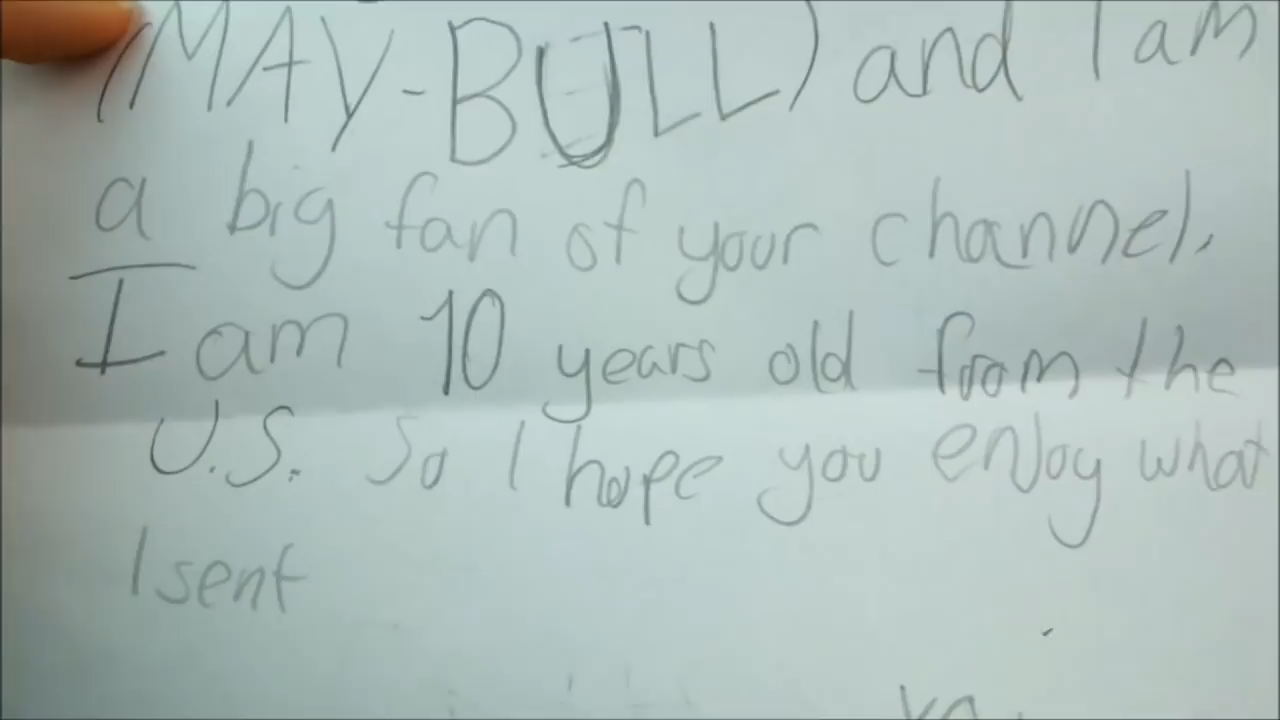 (MAY-BULL) and I am
a big fan of your channel.
I am 10 years old from the
U.S. So I hope you enjoy what
I sent